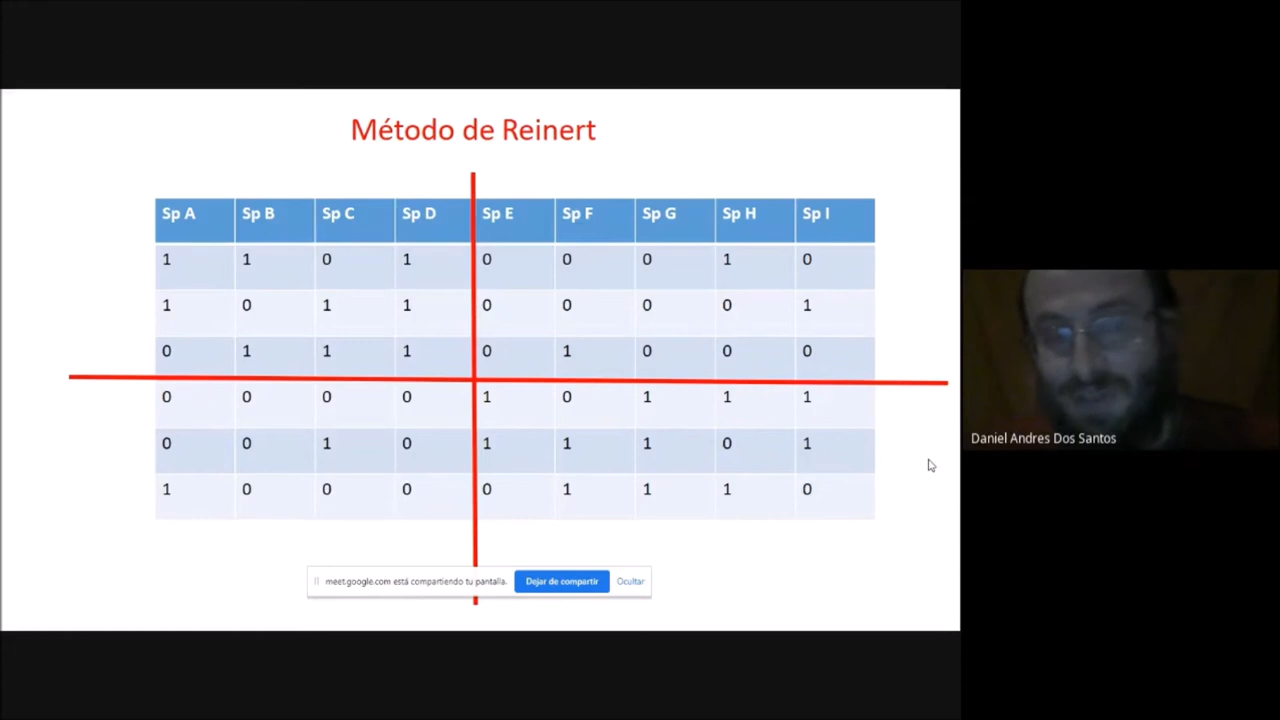 Método de Reinert
Sp A Sp B Sp C Sp D Sp E Sp F Sp G Sp H Sp I
1 1 0 1 0 0 0 1 0
1 0 1 1 0 0 0 0 1
0 1 1 1 0 1 0 0 0
0 0 0 0 1 0 1 1 1
0 0 1 0 1 1 1 0 1
1 0 0 0 0 1 1 1 0
meet.google.com está compartiendo tu pantalla. Dejar de compartir Ocultar
Daniel Andres Dos Santos